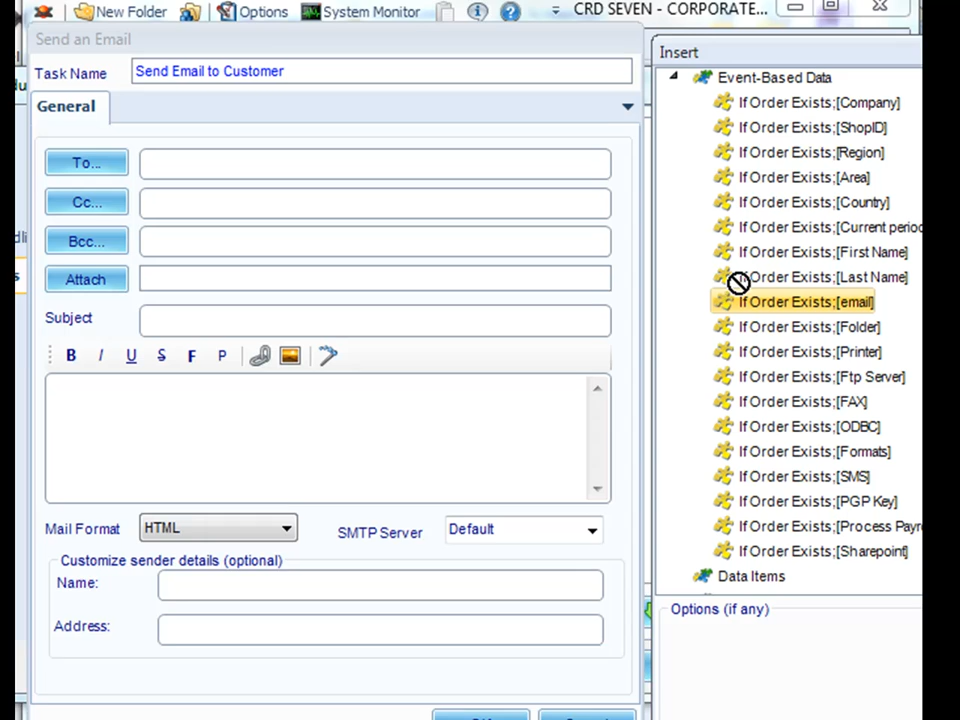 New Folder
Options
System Monitor
CRD SEVEN - CORPORATE...
Send an Email
Task Name
Send Email to Customer
General
To...
Cc...
Bcc...
Attach
Subject
B I U S F P
Mail Format
HTML
SMTP Server
Default
Customize sender details (optional)
Name:
Address:
Insert
Event-Based Data
If Order Exists;[Company]
If Order Exists;[ShopID]
If Order Exists;[Region]
If Order Exists;[Area]
If Order Exists;[Country]
If Order Exists;[Current period
If Order Exists;[First Name]
If Order Exists;[Last Name]
If Order Exists;[email]
If Order Exists;[Folder]
If Order Exists;[Printer]
If Order Exists;[Ftp Server]
If Order Exists;[FAX]
If Order Exists;[ODBC]
If Order Exists;[Formats]
If Order Exists;[SMS]
If Order Exists;[PGP Key]
If Order Exists;[Process Payr
If Order Exists;[Sharepoint]
Data Items
Options (if any)